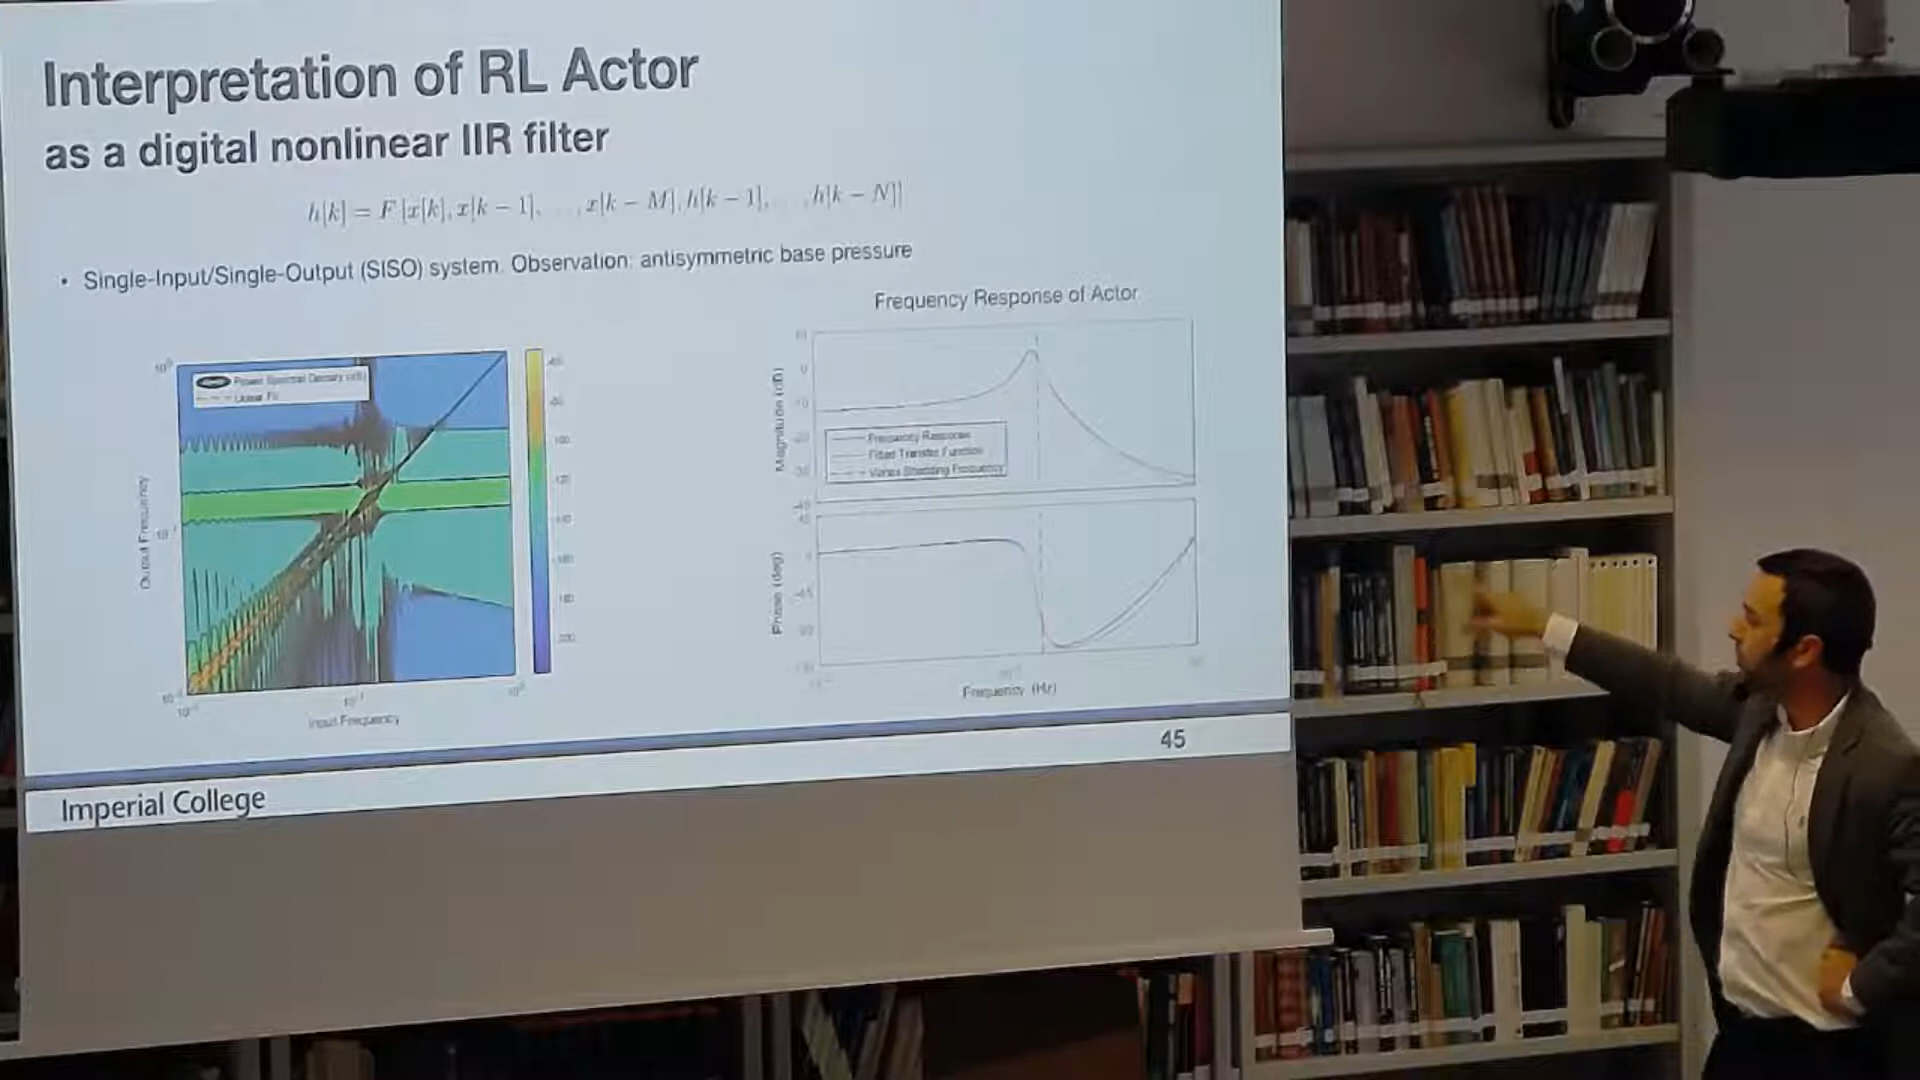 Interpretation of RL Actor
as a digital nonlinear IIR filter
h[k] = F [x[k], x[k − 1], . . . , x[k − M], h[k − 1], . . . , h[k − N]]
• Single-Input/Single-Output (SISO) system. Observation: antisymmetric base pressure
Power Spectral Density (dB)
Linear Fit
Output Frequency
Input Frequency
Frequency Response of Actor
Magnitude (dB)
Frequency Response
Fitted Transfer Function
Vortex Shedding Frequency
Phase (deg)
Frequency (Hz)
45
Imperial College